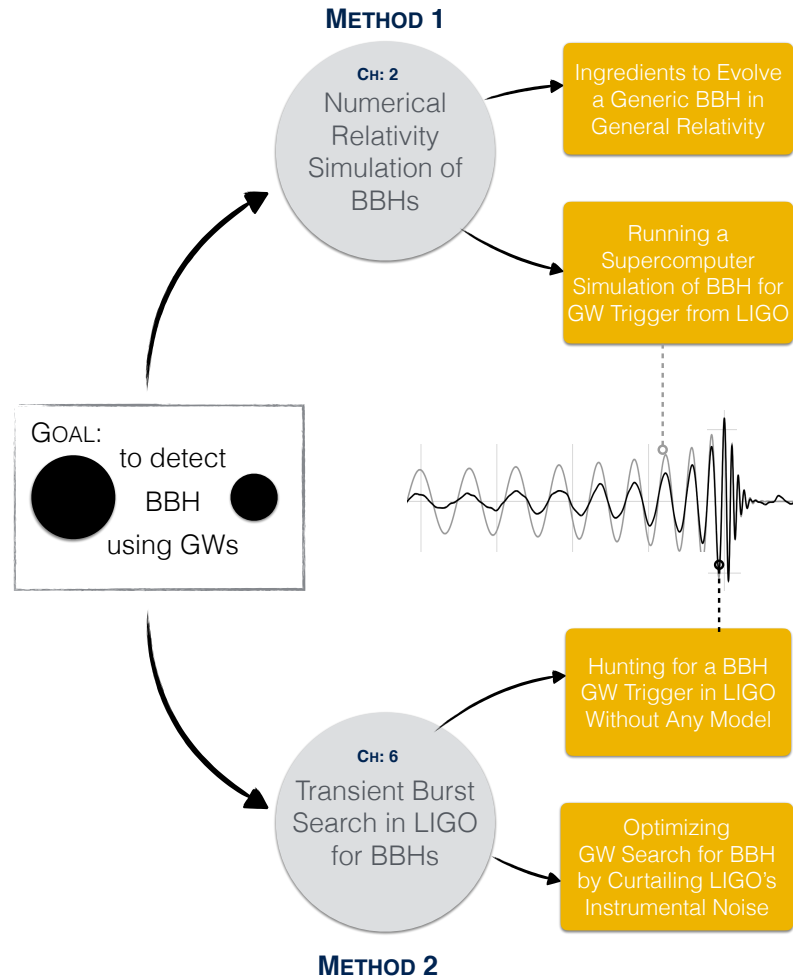 METHOD 1
CH: 2
Numerical
Relativity
Simulation of
BBHs
Ingredients to Evolve
a Generic BBH in
General Relativity
Running a
Supercomputer
Simulation of BBH for
GW Trigger from LIGO
GOAL:
to detect
BBH
using GWs
Hunting for a BBH
GW Trigger in LIGO
Without Any Model
CH: 6
Transient Burst
Search in LIGO
for BBHs
Optimizing
GW Search for BBH
by Curtailing LIGO's
Instrumental Noise
METHOD 2